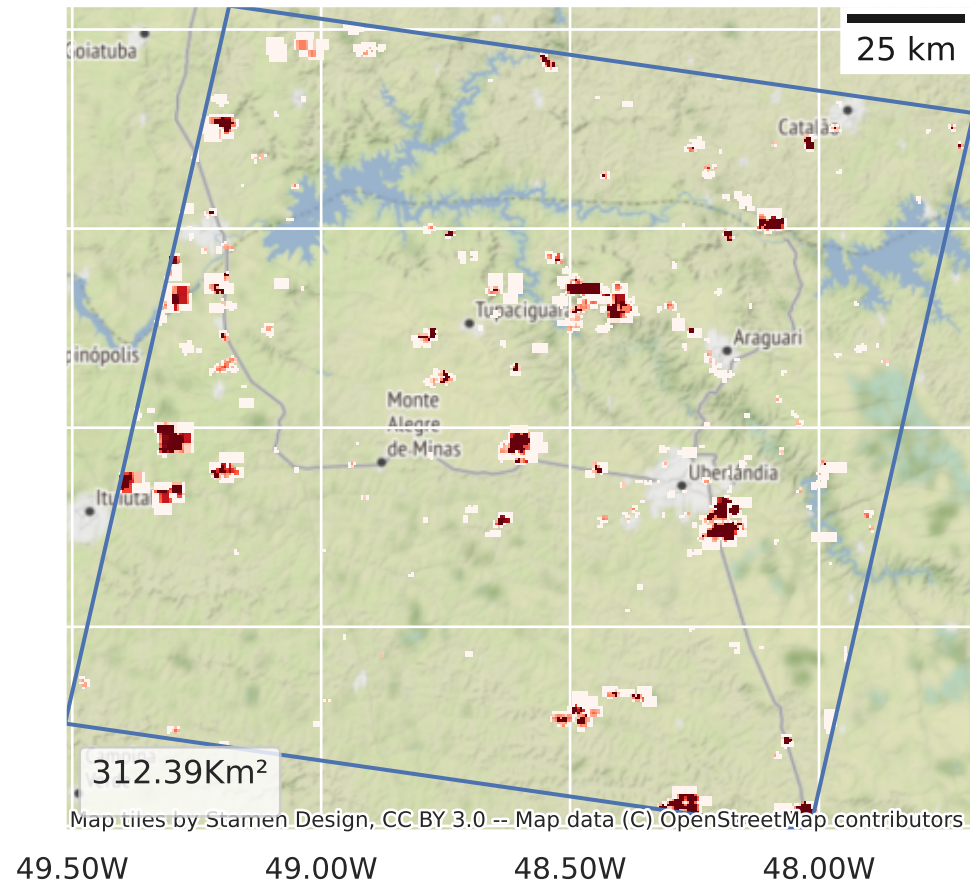 Goiatuba
25 km
Catalão
Tupaciguara
Araguari
pinópolis
Monte
Alegre
de Minas
Uberlândia
Ituiutal
312.39Km²
Map tiles by Stamen Design, CC BY 3.0 -- Map data (C) OpenStreetMap contributors
49.50W 49.00W 48.50W 48.00W